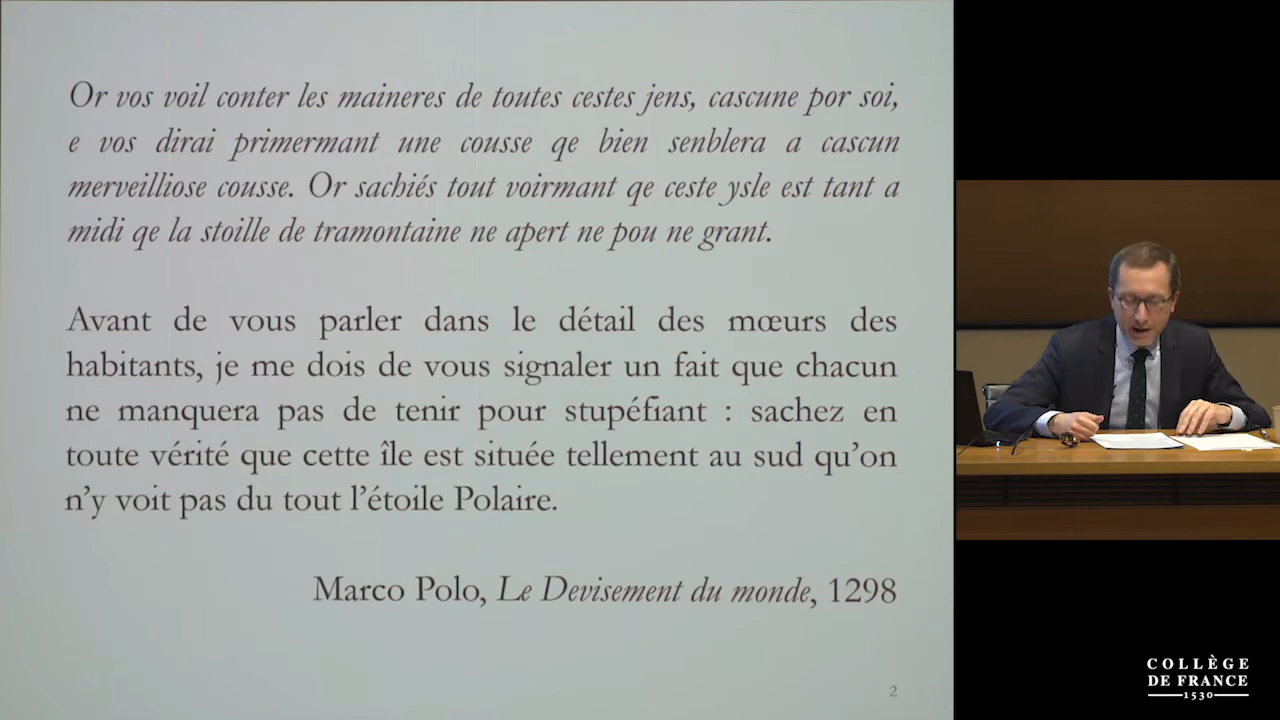 Or vos voil conter les maineres de toutes cestes jens, cascune por soi,
e vos dirai primermant une cousse qe bien senblera a cascun
merveilliose cousse. Or sachiés tout voirmant qe ceste ysle est tant a
midi qe la stoille de tramontaine ne apert ne pou ne grant.
Avant de vous parler dans le détail des mœurs des
habitants, je me dois de vous signaler un fait que chacun
ne manquera pas de tenir pour stupéfiant : sachez en
toute vérité que cette île est située tellement au sud qu’on
n’y voit pas du tout l’étoile Polaire.
Marco Polo, Le Devisement du monde, 1298
2
COLLÈGE
DE FRANCE
1530